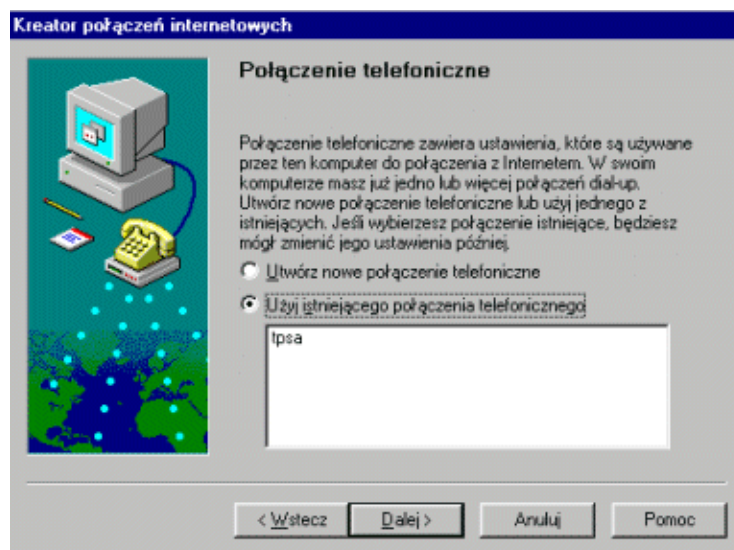 Kreator połączeń internetowych
Połączenie telefoniczne
Połączenie telefoniczne zawiera ustawienia, które są używane
przez ten komputer do połączenia z Internetem. W swoim
komputerze masz już jedno lub więcej połączeń dial-up.
Utwórz nowe połączenie telefoniczne lub użyj jednego z
istniejących. Jeśli wybierzesz połączenie istniejące, będziesz
mógł zmienić jego ustawienia później.
Utwórz nowe połączenie telefoniczne
Użyj istniejącego połączenia telefonicznego
tpsa
< Wstecz
Dalej >
Anuluj
Pomoc